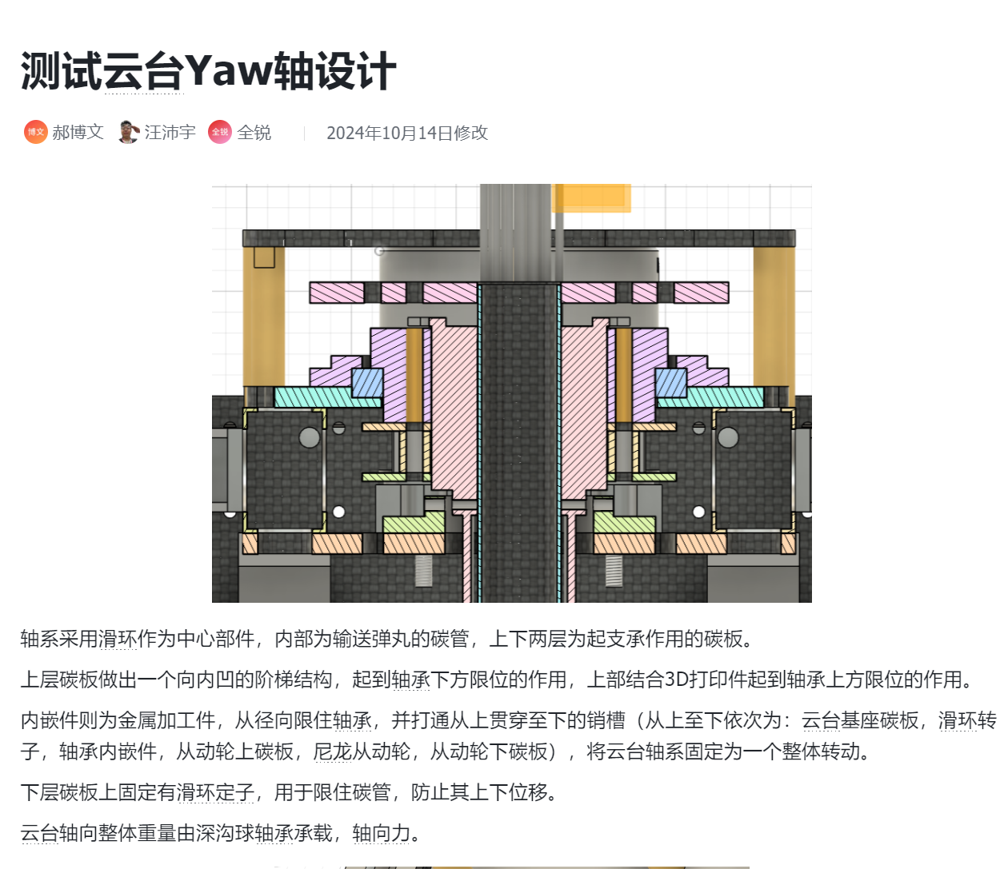 测试云台Yaw轴设计
博文 郝博文 汪沛宇 全锐 全锐 2024年10月14日修改
轴系采用滑环作为中心部件，内部为输送弹丸的碳管，上下两层为起支承作用的碳板。
上层碳板做出一个向内凹的阶梯结构，起到轴承下方限位的作用，上部结合3D打印件起到轴承上方限位的作用。
内嵌件则为金属加工件，从径向限住轴承，并打通从上贯穿至下的销槽（从上至下依次为：云台基座碳板，滑环转
子，轴承内嵌件，从动轮上碳板，尼龙从动轮，从动轮下碳板），将云台轴系固定为一个整体转动。
下层碳板上固定有滑环定子，用于限住碳管，防止其上下位移。
云台轴向整体重量由深沟球轴承承载，轴向力。